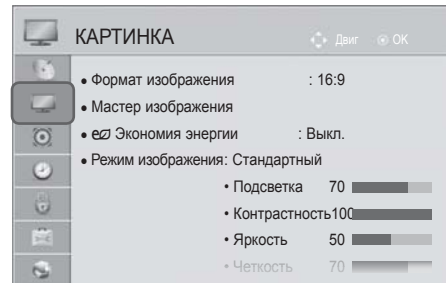 КАРТИНКА Двиг OK
• Формат изображения : 16:9
• Мастер изображения
• Экономия энергии : Выкл.
• Режим изображения: Стандартный
• Подсветка 70
• Контрастность100
• Яркость 50
• Четкость 70